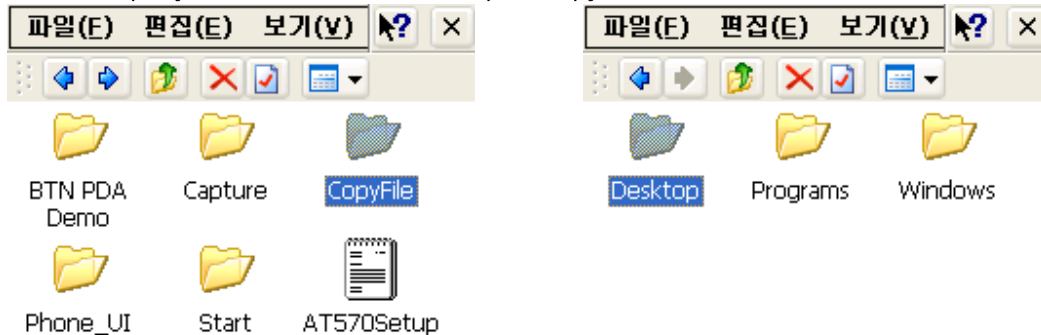 파일(F) 편집(E) 보기(V)
BTN PDA Demo
Capture
CopyFile
Phone_UI
Start
AT570Setup
파일(F) 편집(E) 보기(V)
Desktop
Programs
Windows